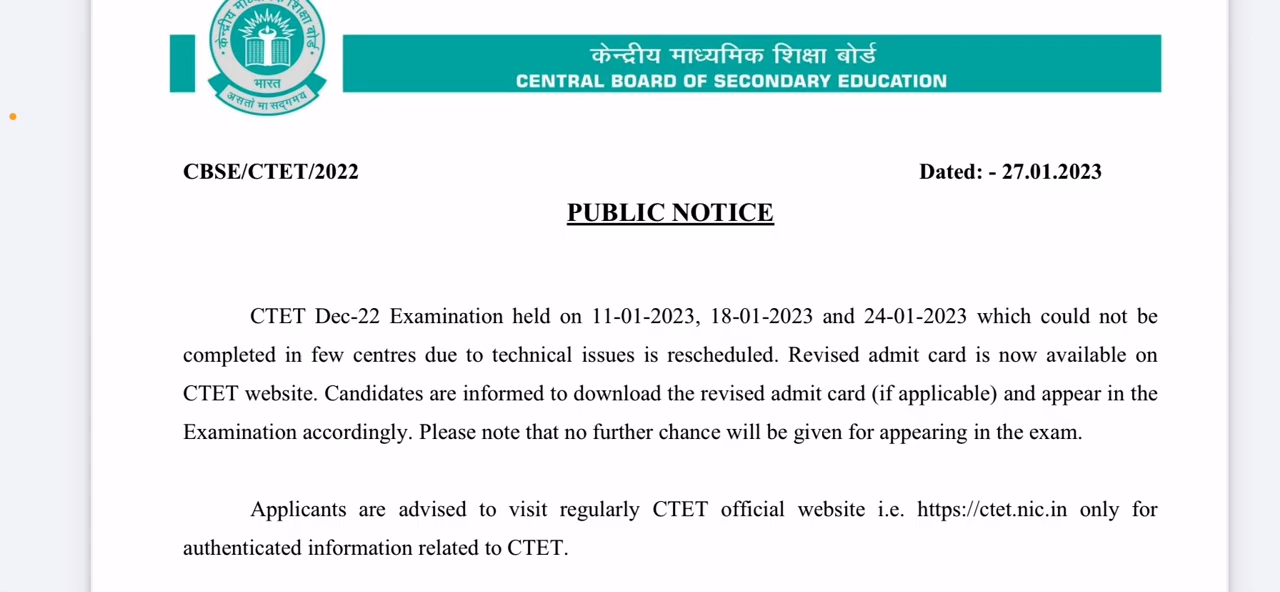 केन्द्रीय माध्यमिक शिक्षा बोर्ड
भारत
असतो मा सद्गमय
केन्द्रीय माध्यमिक शिक्षा बोर्ड
CENTRAL BOARD OF SECONDARY EDUCATION
CBSE/CTET/2022
Dated: - 27.01.2023
PUBLIC NOTICE
CTET Dec-22 Examination held on 11-01-2023, 18-01-2023 and 24-01-2023 which could not be
completed in few centres due to technical issues is rescheduled. Revised admit card is now available on
CTET website. Candidates are informed to download the revised admit card (if applicable) and appear in the
Examination accordingly. Please note that no further chance will be given for appearing in the exam.
Applicants are advised to visit regularly CTET official website i.e. https://ctet.nic.in only for
authenticated information related to CTET.